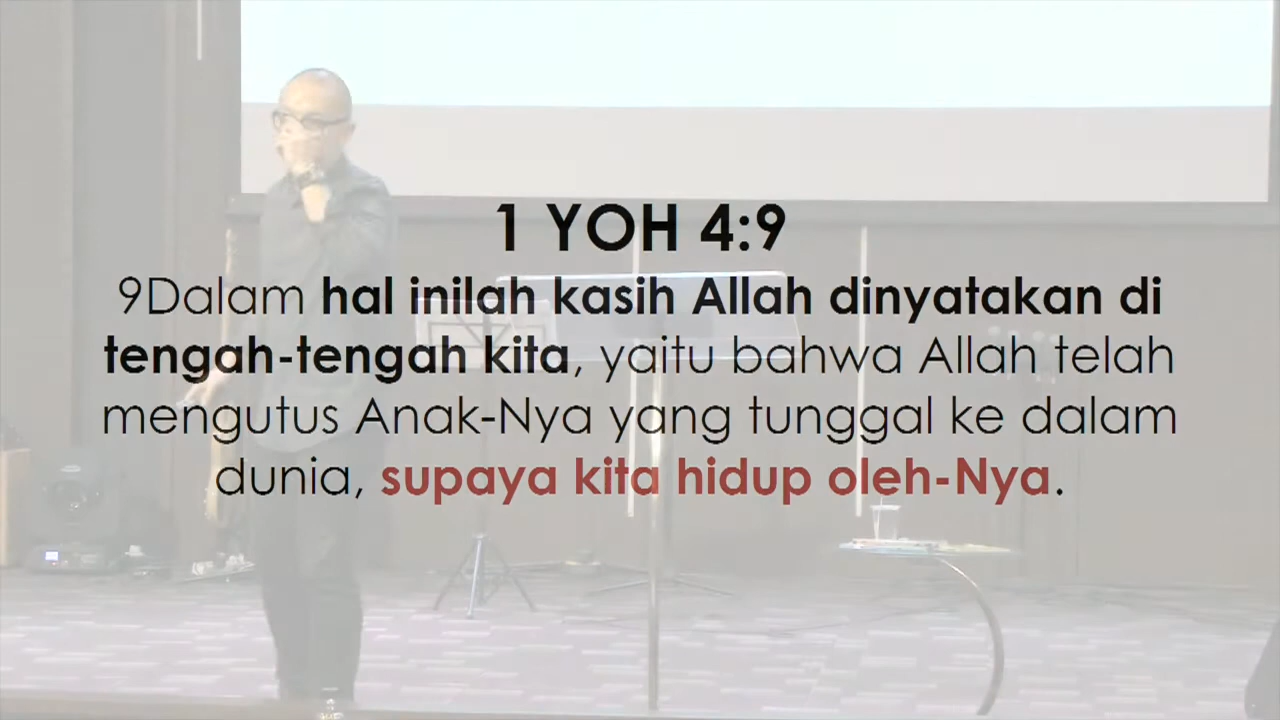 1 YOH 4:9
9Dalam hal inilah kasih Allah dinyatakan di
tengah-tengah kita, yaitu bahwa Allah telah
mengutus Anak-Nya yang tunggal ke dalam
dunia, supaya kita hidup oleh-Nya.